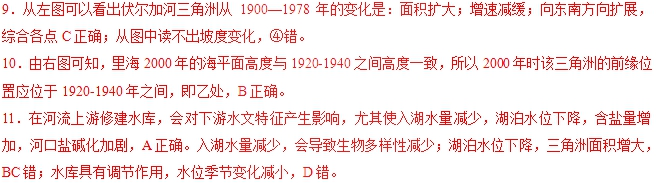 9．从左图可以看出伏尔加河三角洲从 1900—1978 年的变化是：面积扩大；增速减缓；向东南方向扩展，
综合各点 C 正确；从图中读不出坡度变化，④错。
10．由右图可知，里海 2000 年的海平面高度与 1920-1940 之间高度一致，所以 2000 年时该三角洲的前缘位
置应位于 1920-1940 年之间，即乙处，B 正确。
11．在河流上游修建水库，会对下游水文特征产生影响，尤其使入湖水量减少，湖泊水位下降，含盐量增
加，河口盐碱化加剧，A 正确。入湖水量减少，会导致生物多样性减少；湖泊水位下降，三角洲面积增大，
BC 错；水库具有调节作用，水位季节变化减小，D 错。